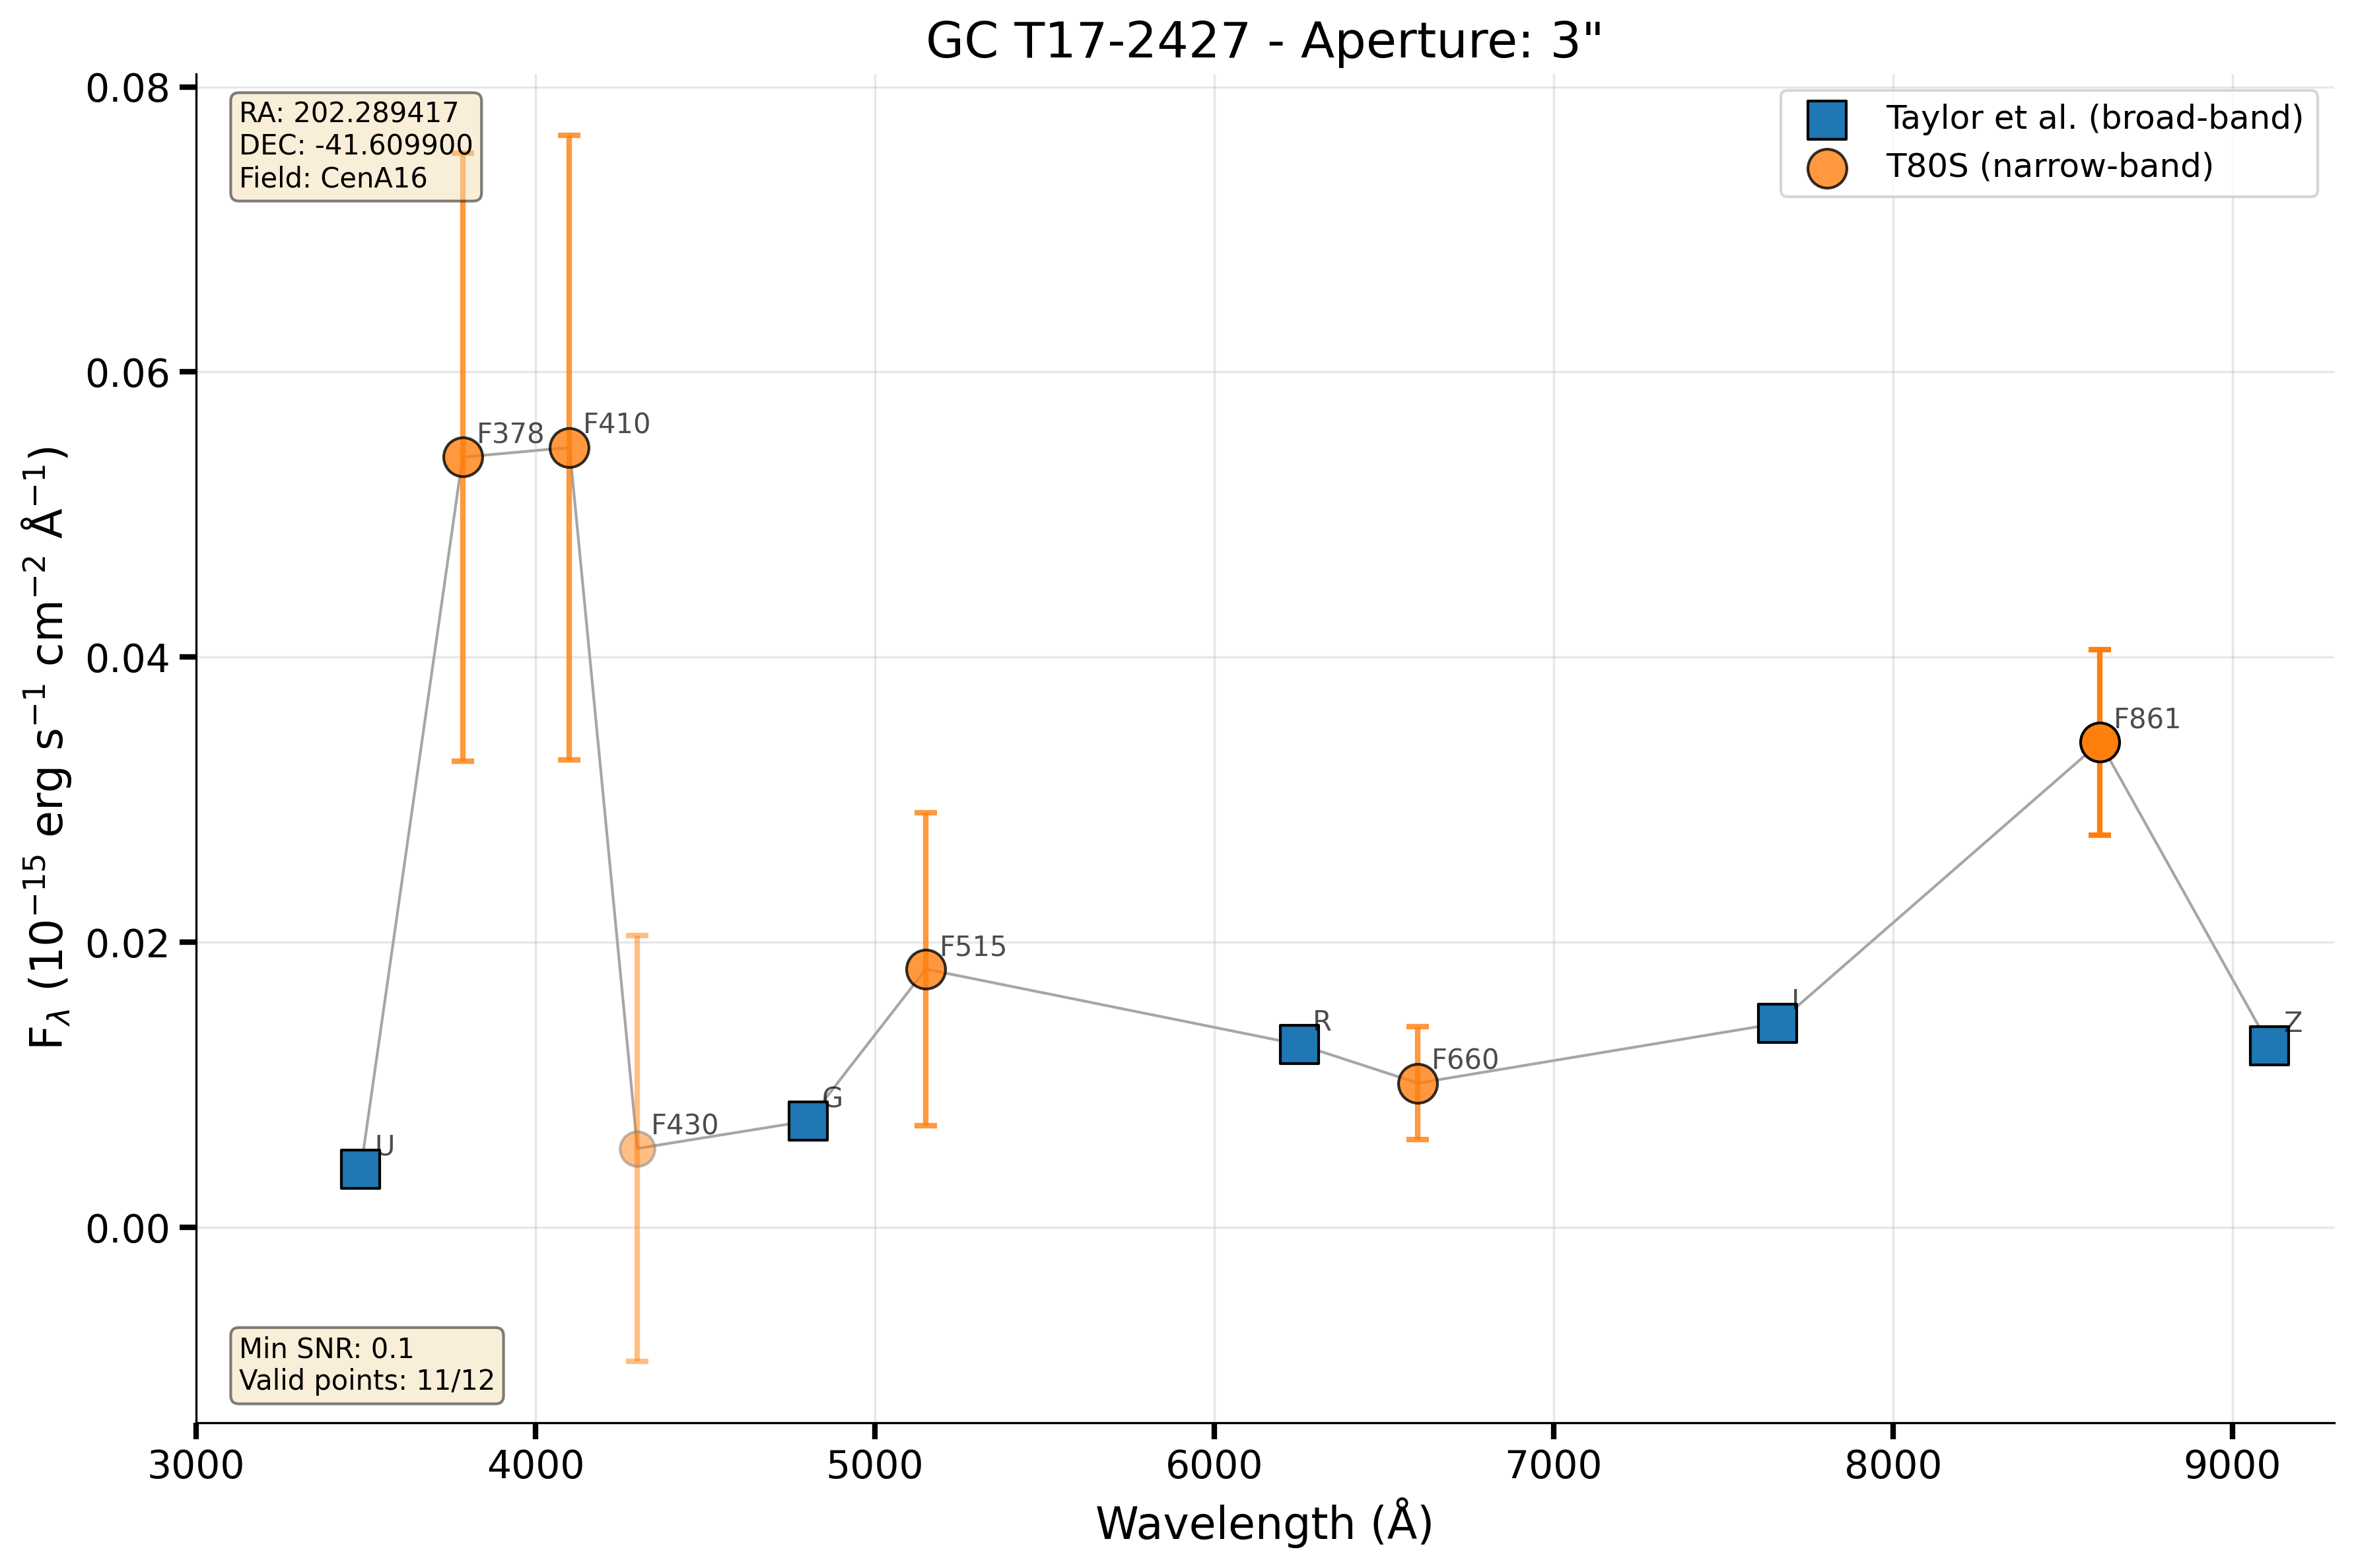 GC T17-2427 - Aperture: 3"
RA: 202.289417
DEC: -41.609900
Field: CenA16
Taylor et al. (broad-band)
T80S (narrow-band)
F_λ (10⁻¹⁵ erg s⁻¹ cm⁻² Å⁻¹)
0.08
0.06
0.04
0.02
0.00
U
F378
F410
F430
G
F515
R
F660
I
F861
Z
Min SNR: 0.1
Valid points: 11/12
3000 4000 5000 6000 7000 8000 9000
Wavelength (Å)